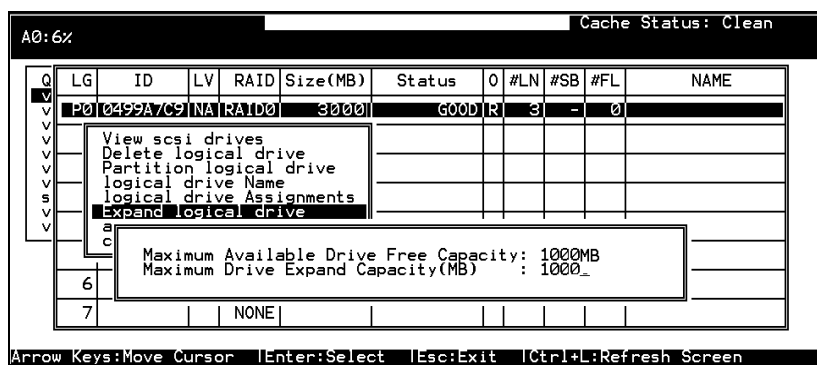 Cache Status: Clean
A0:6%
Q LG ID LV RAID Size(MB) Status O #LN #SB #FL NAME
v
v P0 0499A7C9 NA RAID0 3000 GOOD R 3 - 0
v
v View scsi drives
v Delete logical drive
v Partition logical drive
v logical drive Name
s logical drive Assignments
v Expand logical drive
v a
c
Maximum Available Drive Free Capacity: 1000MB
Maximum Drive Expand Capacity(MB) : 1000_
6
7 NONE
Arrow Keys:Move Cursor |Enter:Select |Esc:Exit |Ctrl+L:Refresh Screen